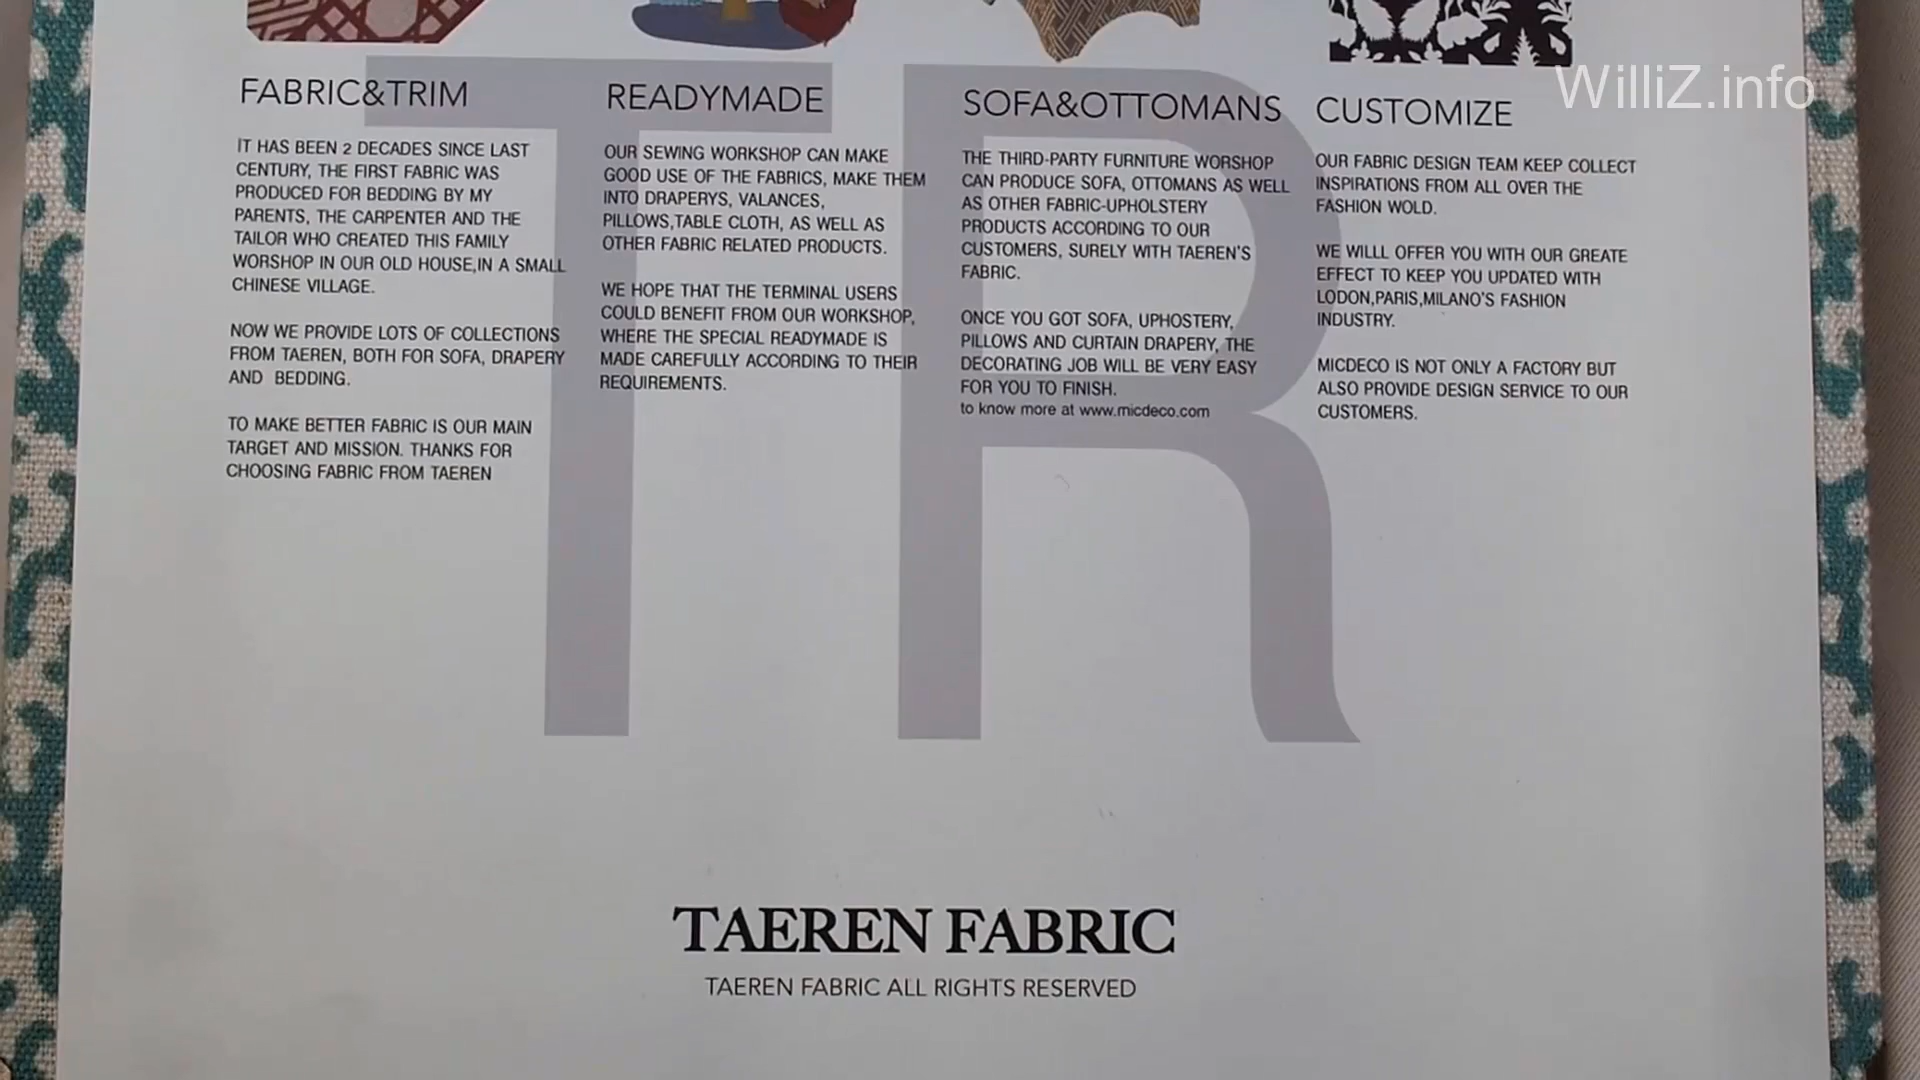 WilliZ.info
FABRIC&TRIM
IT HAS BEEN 2 DECADES SINCE LAST
CENTURY, THE FIRST FABRIC WAS
PRODUCED FOR BEDDING BY MY
PARENTS, THE CARPENTER AND THE
TAILOR WHO CREATED THIS FAMILY
WORSHOP IN OUR OLD HOUSE,IN A SMALL
CHINESE VILLAGE.
NOW WE PROVIDE LOTS OF COLLECTIONS
FROM TAEREN, BOTH FOR SOFA, DRAPERY
AND BEDDING.
TO MAKE BETTER FABRIC IS OUR MAIN
TARGET AND MISSION. THANKS FOR
CHOOSING FABRIC FROM TAEREN
READYMADE
OUR SEWING WORKSHOP CAN MAKE
GOOD USE OF THE FABRICS, MAKE THEM
INTO DRAPERYS, VALANCES,
PILLOWS,TABLE CLOTH, AS WELL AS
OTHER FABRIC RELATED PRODUCTS.
WE HOPE THAT THE TERMINAL USERS
COULD BENEFIT FROM OUR WORKSHOP,
WHERE THE SPECIAL READYMADE IS
MADE CAREFULLY ACCORDING TO THEIR
REQUIREMENTS.
SOFA&OTTOMANS
THE THIRD-PARTY FURNITURE WORSHOP
CAN PRODUCE SOFA, OTTOMANS AS WELL
AS OTHER FABRIC-UPHOLSTERY
PRODUCTS ACCORDING TO OUR
CUSTOMERS, SURELY WITH TAEREN'S
FABRIC.
ONCE YOU GOT SOFA, UPHOSTERY,
PILLOWS AND CURTAIN DRAPERY, THE
DECORATING JOB WILL BE VERY EASY
FOR YOU TO FINISH.
to know more at www.micdeco.com
CUSTOMIZE
OUR FABRIC DESIGN TEAM KEEP COLLECT
INSPIRATIONS FROM ALL OVER THE
FASHION WOLD.
WE WILLL OFFER YOU WITH OUR GREATE
EFFECT TO KEEP YOU UPDATED WITH
LODON,PARIS,MILANO'S FASHION
INDUSTRY.
MICDECO IS NOT ONLY A FACTORY BUT
ALSO PROVIDE DESIGN SERVICE TO OUR
CUSTOMERS.
TR
TAEREN FABRIC
TAEREN FABRIC ALL RIGHTS RESERVED